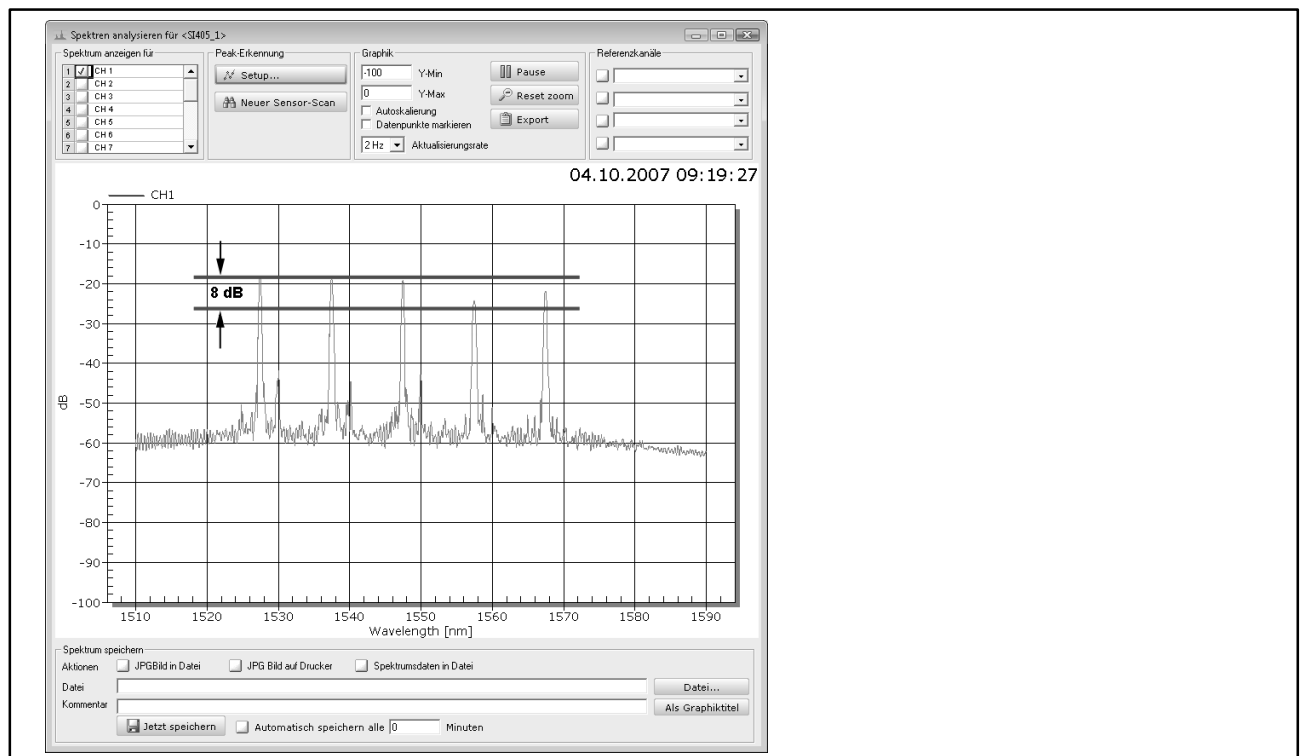 Spektren analysieren für <SI405_1>
Spektrum anzeigen für
1 CH 1
2 CH 2
3 CH 3
4 CH 4
5 CH 5
6 CH 6
7 CH 7
Peak-Erkennung
Setup...
Neuer Sensor-Scan
Graphik
-100 Y-Min
0 Y-Max
Autoskalierung
Datenpunkte markieren
2 Hz Aktualisierungsrate
Pause
Reset zoom
Export
Referenzkanäle
04.10.2007 09:19:27
CH1
0
-10
-20
-30
-40
-50
-60
-70
-80
-90
-100
dB
8 dB
1510 1520 1530 1540 1550 1560 1570 1580 1590
Wavelength [nm]
Spektrum speichern
Aktionen JPGBild in Datei JPG Bild auf Drucker Spektrumsdaten in Datei
Datei Datei...
Kommentar Als Graphiktitel
Jetzt speichern Automatisch speichern alle 0 Minuten